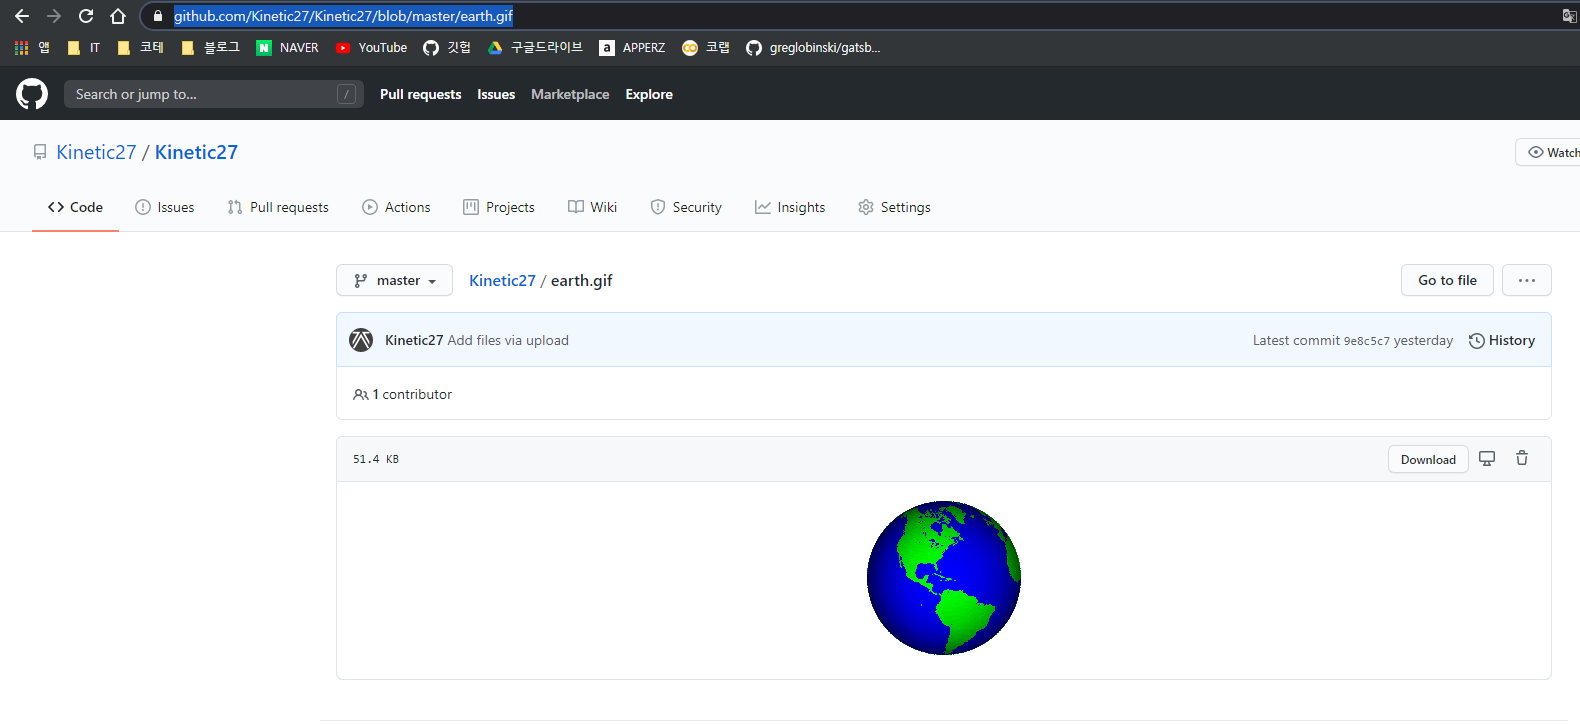 github.com/Kinetic27/Kinetic27/blob/master/earth.gif
앱 IT 코테 블로그 N NAVER YouTube 깃헙 구글드라이브 a APPERZ 코랩 greglobinski/gatsb...
Search or jump to... / Pull requests Issues Marketplace Explore
Kinetic27 / Kinetic27 Watch
Code Issues Pull requests Actions Projects Wiki Security Insights Settings
master Kinetic27 / earth.gif Go to file ...
Kinetic27 Add files via upload Latest commit 9e8c5c7 yesterday History
1 contributor
51.4 KB Download